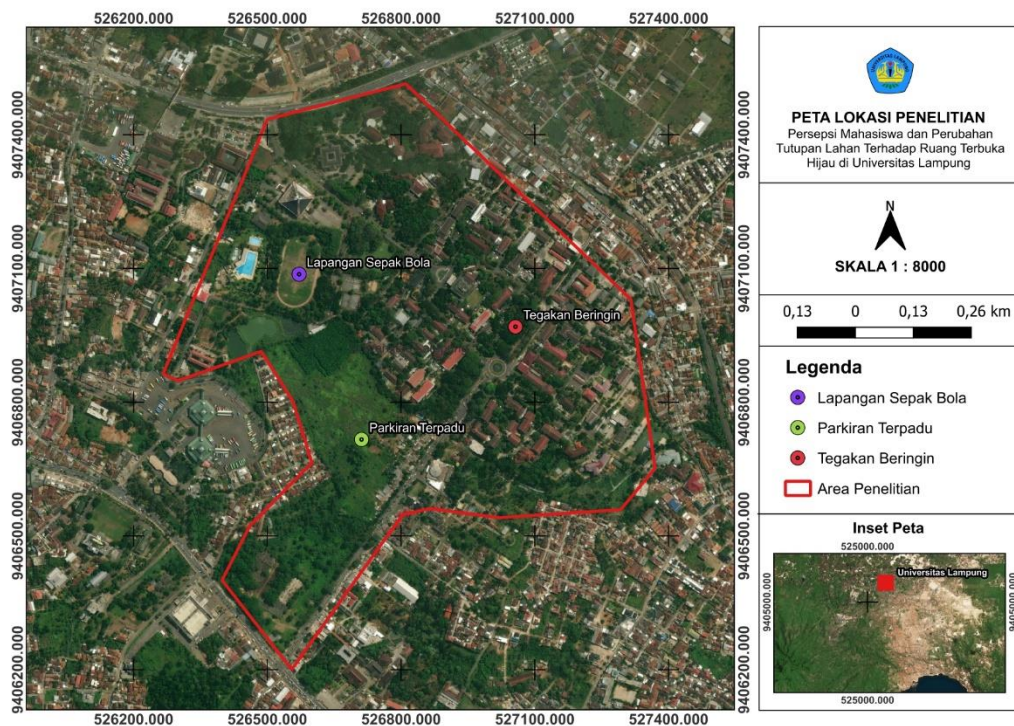 526200.000 526500.000 526800.000 527100.000 527400.000
9407400.000 9407400.000
9407100.000 9407100.000
9406800.000 9406800.000
9406500.000 9406500.000
9406200.000 9406200.000
Lapangan Sepak Bola
Tegakan Beringin
Parkiran Terpadu
526200.000 526500.000 526800.000 527100.000 527400.000
UNIVERSITAS LAMPUNG
PETA LOKASI PENELITIAN
Persepsi Mahasiswa dan Perubahan
Tutupan Lahan Terhadap Ruang Terbuka
Hijau di Universitas Lampung
N
SKALA 1 : 8000
0,13 0 0,13 0,26 km
Legenda
Lapangan Sepak Bola
Parkiran Terpadu
Tegakan Beringin
Area Penelitian
Inset Peta
525000.000
Universitas Lampung
9405000.000 9405000.000
525000.000